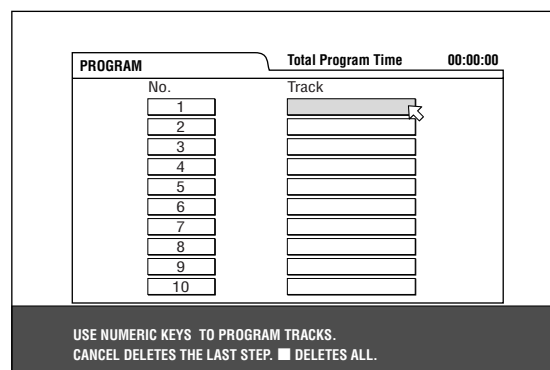 PROGRAM Total Program Time 00:00:00
No. Track
1
2
3
4
5
6
7
8
9
10
USE NUMERIC KEYS TO PROGRAM TRACKS.
CANCEL DELETES THE LAST STEP. ■ DELETES ALL.